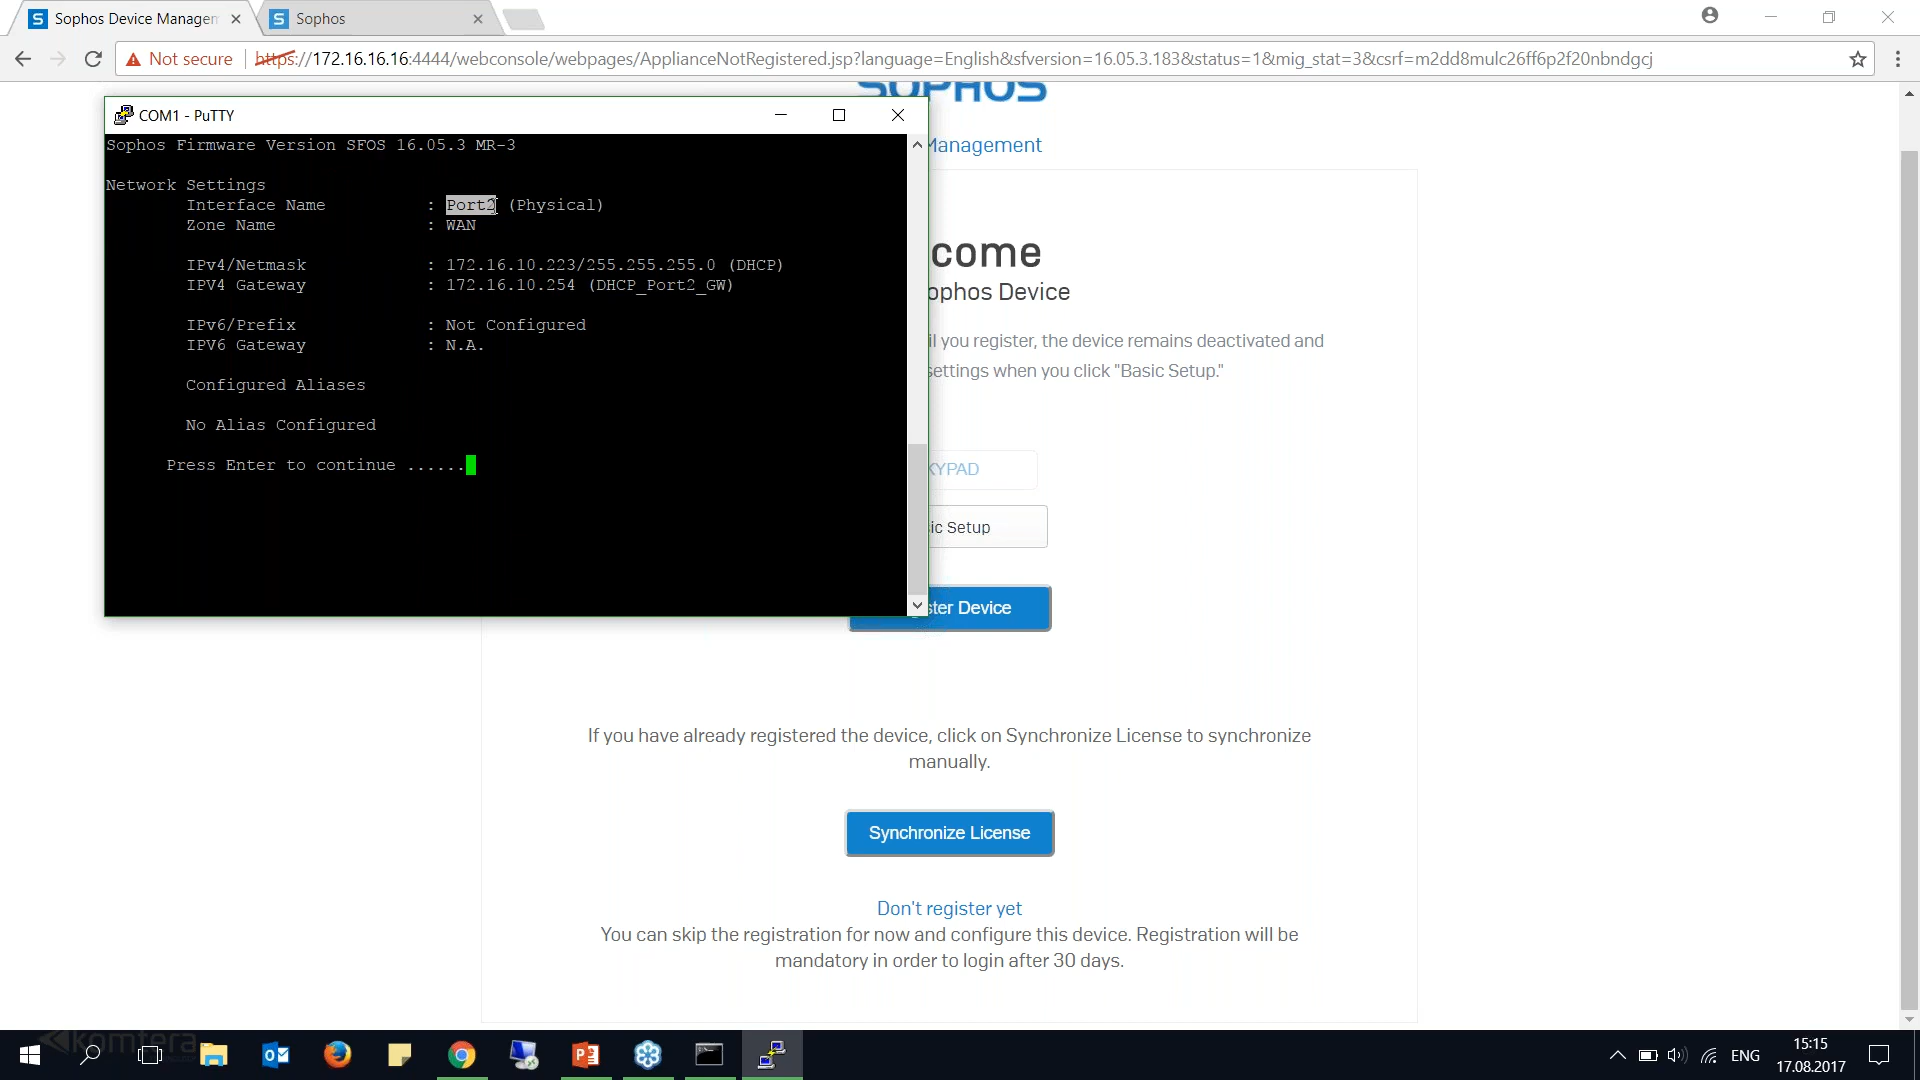 Sophos Device Managem
Sophos
Not secure
https://172.16.16.16:4444/webconsole/webpages/ApplianceNotRegistered.jsp?language=English&sfversion=16.05.3.183&status=1&mig_stat=3&csrf=m2dd8mulc26ff6p2f20nbndgcj
SOPHOS
Management
COM1 - PuTTY
Sophos Firmware Version SFOS 16.05.3 MR-3
Network Settings
Interface Name : Port2 (Physical)
Zone Name : WAN
IPv4/Netmask : 172.16.10.223/255.255.255.0 (DHCP)
IPV4 Gateway : 172.16.10.254 (DHCP_Port2_GW)
IPv6/Prefix : Not Configured
IPV6 Gateway : N.A.
Configured Aliases
No Alias Configured
Press Enter to continue ......
come
ophos Device
il you register, the device remains deactivated and
settings when you click "Basic Setup."
KYPAD
ic Setup
ster Device
If you have already registered the device, click on Synchronize License to synchronize
manually.
Synchronize License
Don't register yet
You can skip the registration for now and configure this device. Registration will be
mandatory in order to login after 30 days.
komtera
ENG
15:15
17.08.2017